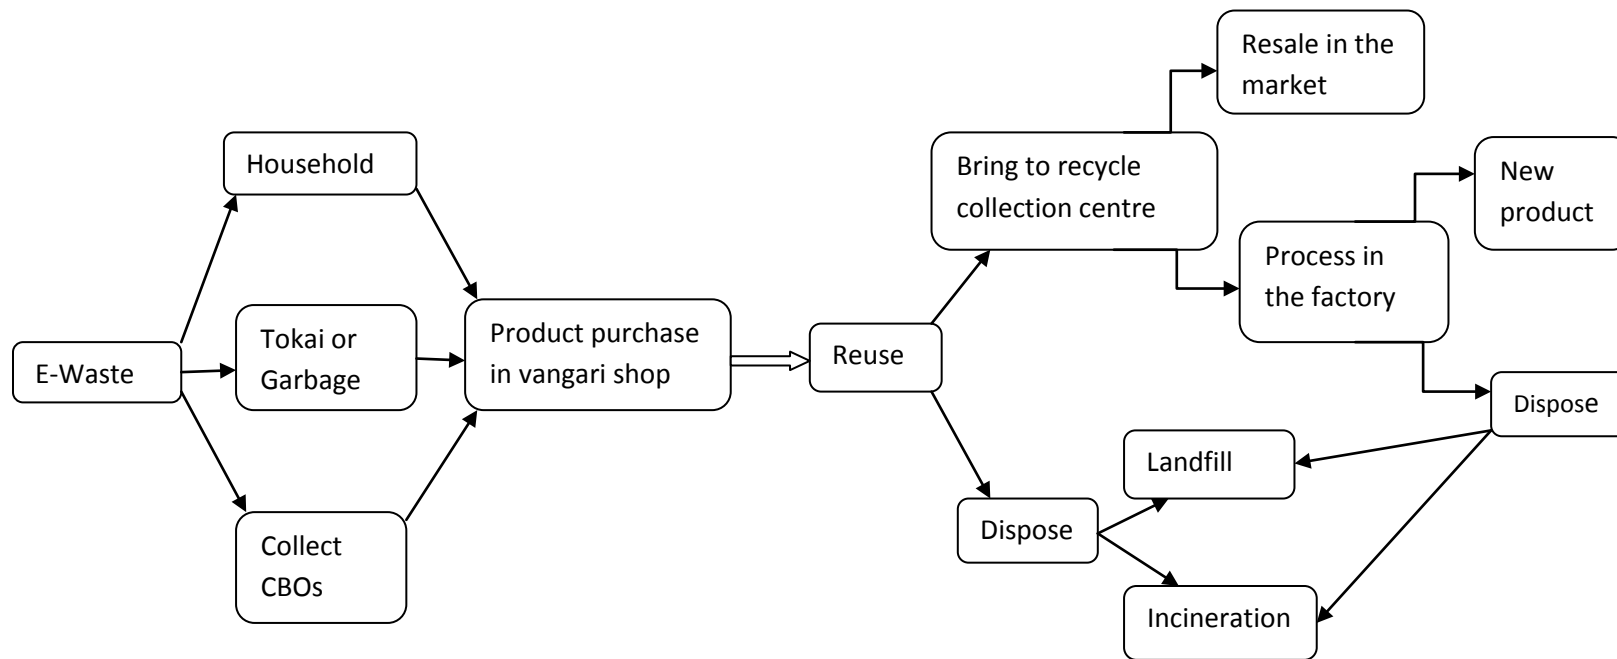 E-Waste
Household
Tokai or
Garbage
Collect
CBOs
Product purchase
in vangari shop
Reuse
Bring to recycle
collection centre
Resale in the
market
Process in
the factory
New
product
Dispose
Dispose
Landfill
Incineration